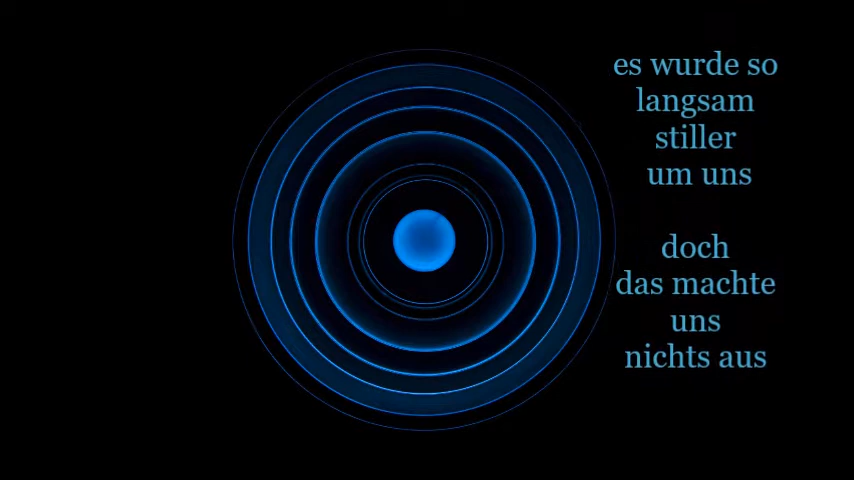 es wurde so
langsam
stiller
um uns
doch
das machte
uns
nichts aus